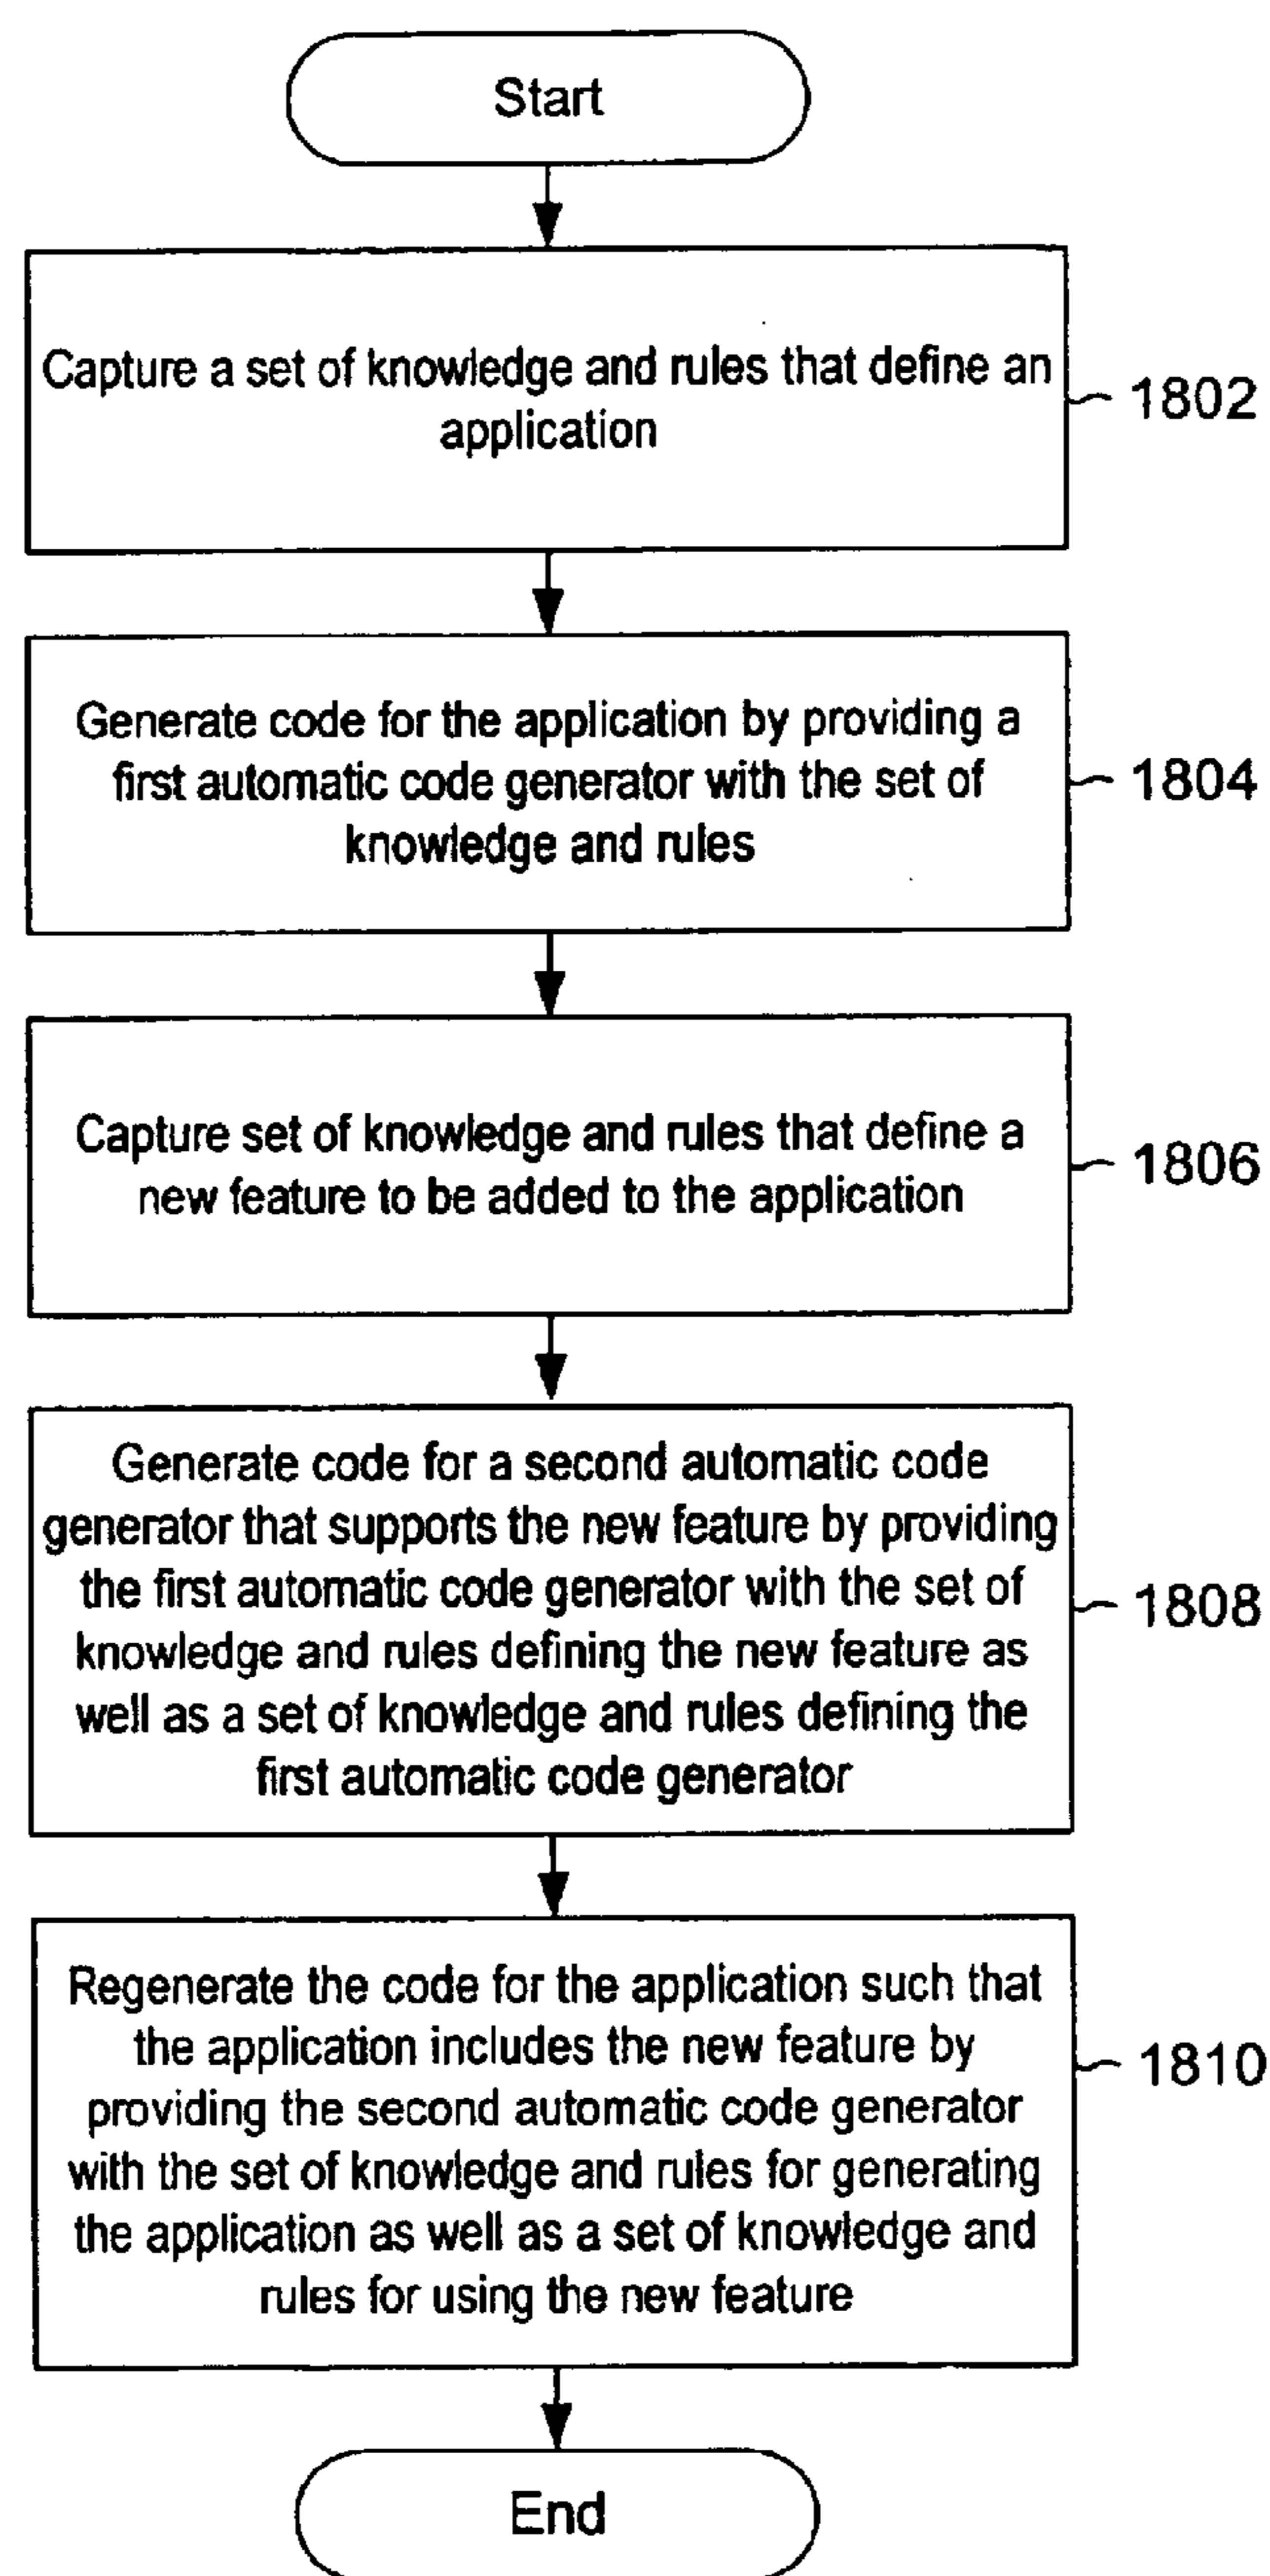 Start
Capture a set of knowledge and rules that define an
application
1802
Generate code for the application by providing a
first automatic code generator with the set of
knowledge and rules
1804
Capture set of knowledge and rules that define a
new feature to be added to the application
1806
Generate code for a second automatic code
generator that supports the new feature by providing
the first automatic code generator with the set of
knowledge and rules defining the new feature as
well as a set of knowledge and rules defining the
first automatic code generator
1808
Regenerate the code for the application such that
the application includes the new feature by
providing the second automatic code generator
with the set of knowledge and rules for generating
the application as well as a set of knowledge and
rules for using the new feature
1810
End